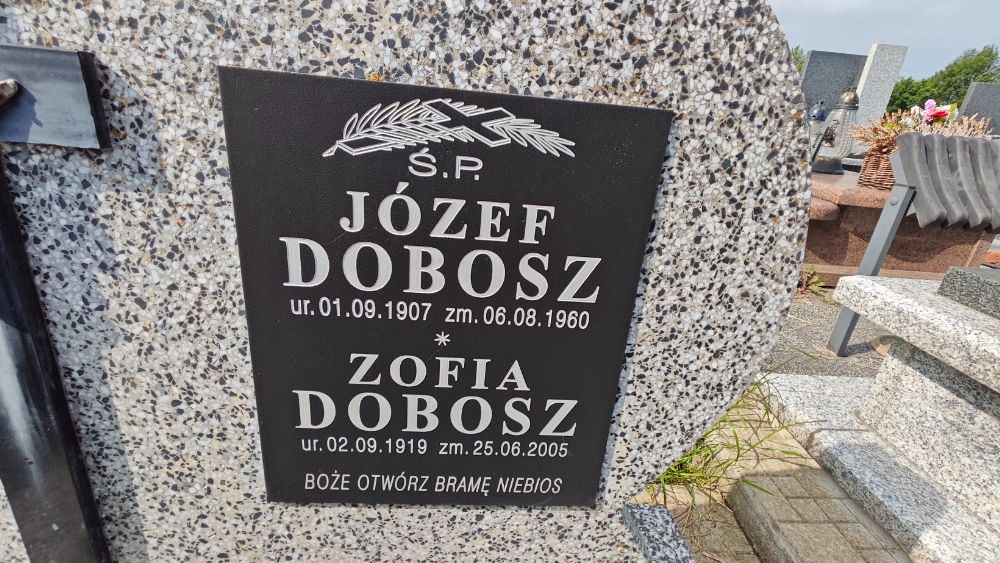 Ś.P.
JÓZEF
DOBOSZ
ur. 01.09.1907 zm. 06.08.1960
*
ZOFIA
DOBOSZ
ur. 02.09.1919 zm. 25.06.2005
BOŻE OTWÓRZ BRAMĘ NIEBIOS